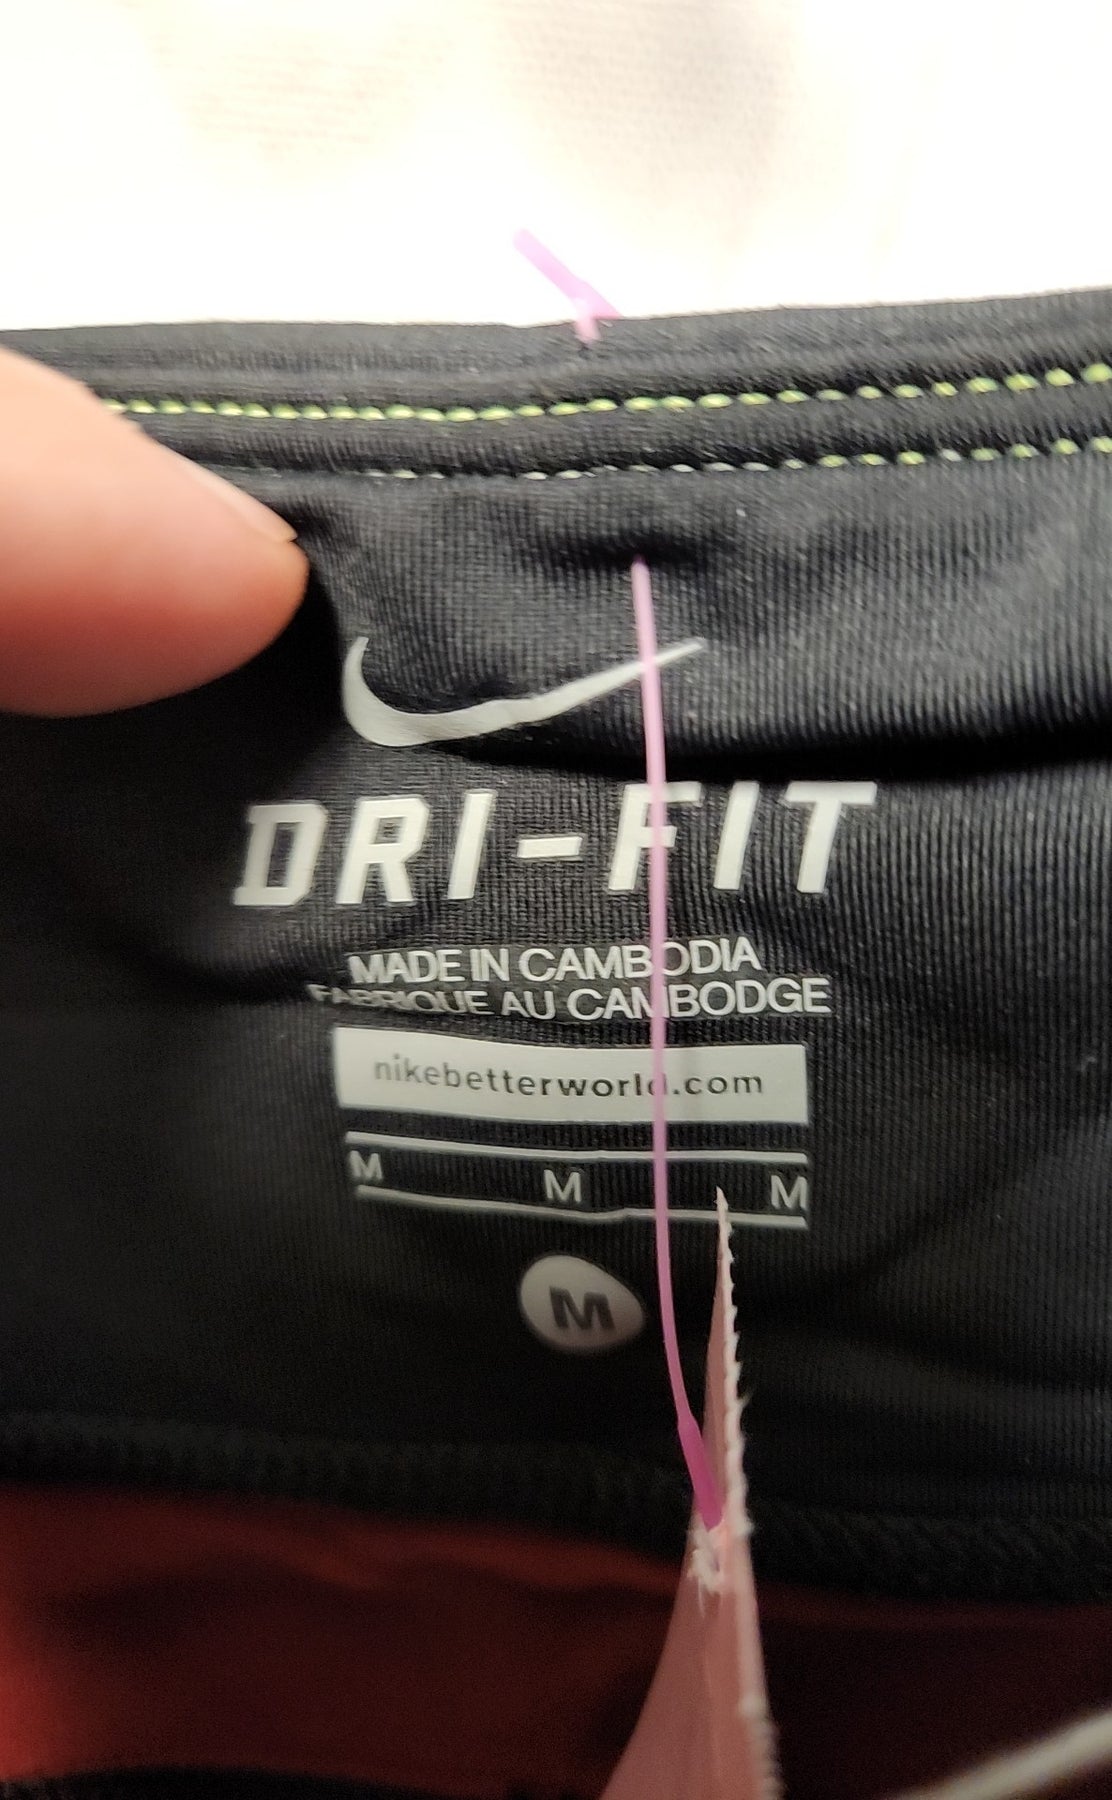 DRI-FIT
MADE IN CAMBODIA
FABRIQUE AU CAMBODGE
nikebetterworld.com
M M M
M